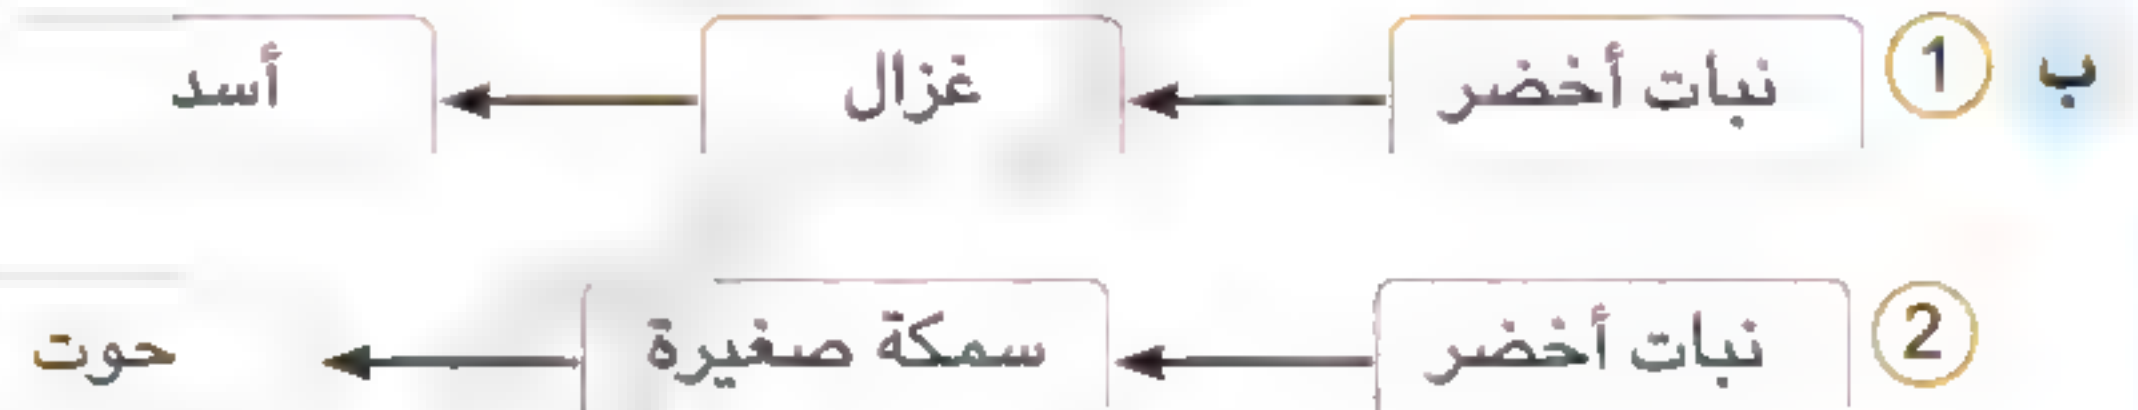 ب 1 نبات أخضر غزال أسد
2 نبات أخضر سمكة صغيرة حوت